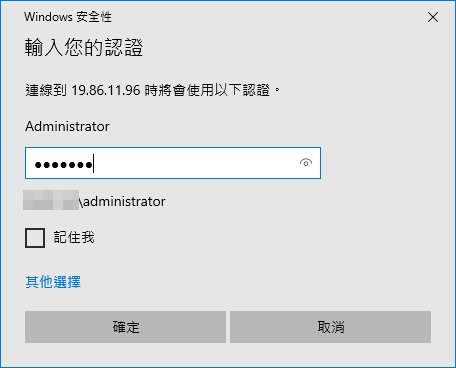 Windows 安全性
輸入您的認證
連線到 19.86.11.96 時將會使用以下認證。
Administrator
●●●●●●●
\administrator
記住我
其他選擇
確定
取消